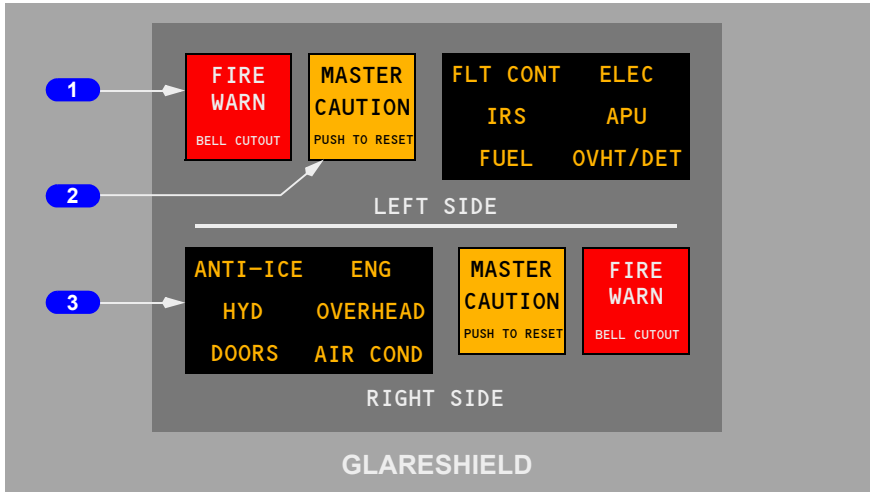 1
FIRE
WARN
BELL CUTOUT
MASTER
CAUTION
PUSH TO RESET
FLT CONT ELEC
IRS APU
FUEL OVHT/DET
2
LEFT SIDE
3
ANTI-ICE ENG
HYD OVERHEAD
DOORS AIR COND
MASTER
CAUTION
PUSH TO RESET
FIRE
WARN
BELL CUTOUT
RIGHT SIDE
GLARESHIELD